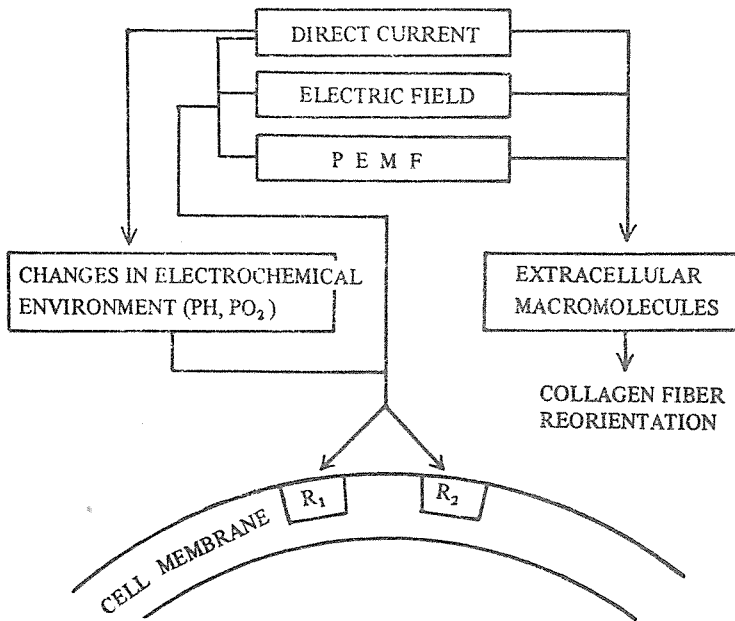 DIRECT CURRENT
ELECTRIC FIELD
P E M F
CHANGES IN ELECTROCHEMICAL
ENVIRONMENT (PH, PO₂)
EXTRACELLULAR
MACROMOLECULES
COLLAGEN FIBER
REORIENTATION
R₁
R₂
CELL MEMBRANE